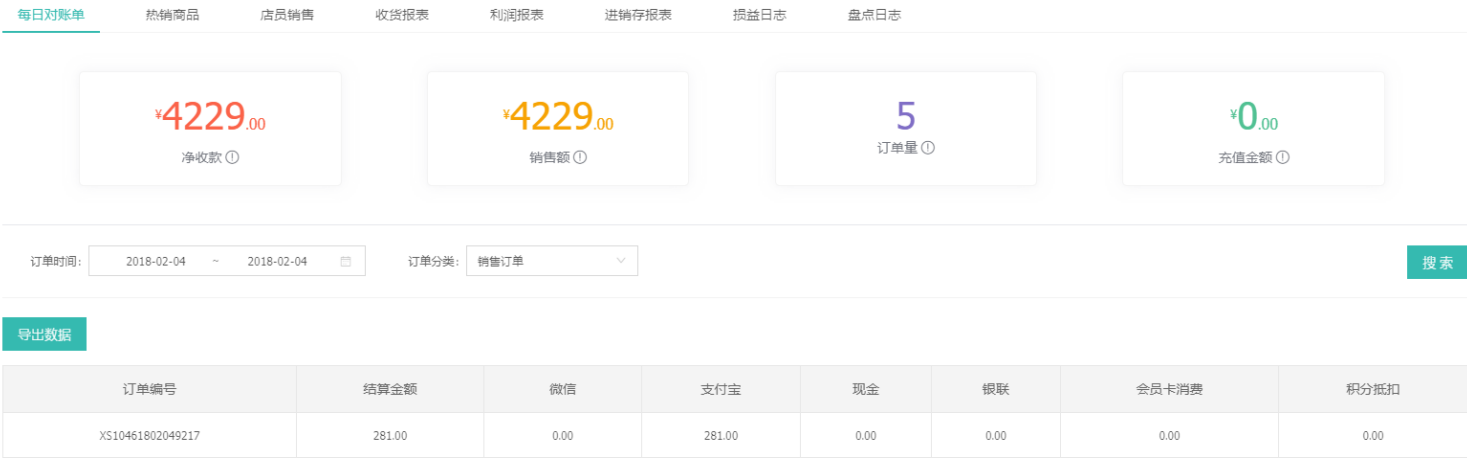 每日对账单 热销商品 店员销售 收货报表 利润报表 进销存报表 损益日志 盘点日志
¥4229.00 ¥4229.00 5 ¥0.00
净收款 销售额 订单量 充值金额
订单时间: 2018-02-04 ~ 2018-02-04 订单分类: 销售订单 搜索
导出数据
订单编号 结算金额 微信 支付宝 现金 银联 会员卡消费 积分抵扣
XS10461802049217 281.00 0.00 281.00 0.00 0.00 0.00 0.00